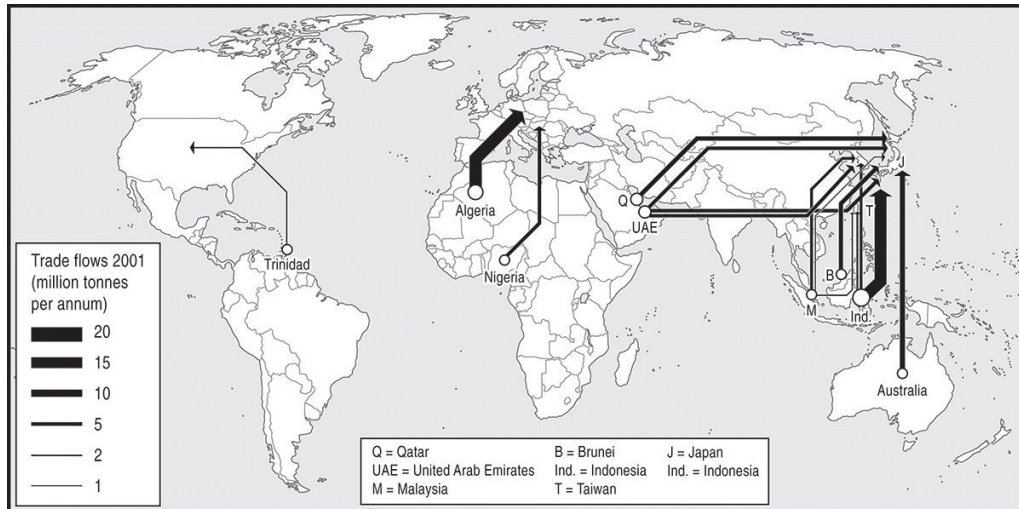 J
Q
Algeria
UAE
T
Trinidad
Nigeria
B
M
Ind.
Australia
Trade flows 2001
(million tonnes
per annum)
20
15
10
5
2
1
Q = Qatar B = Brunei J = Japan
UAE = United Arab Emirates Ind. = Indonesia Ind. = Indonesia
M = Malaysia T = Taiwan